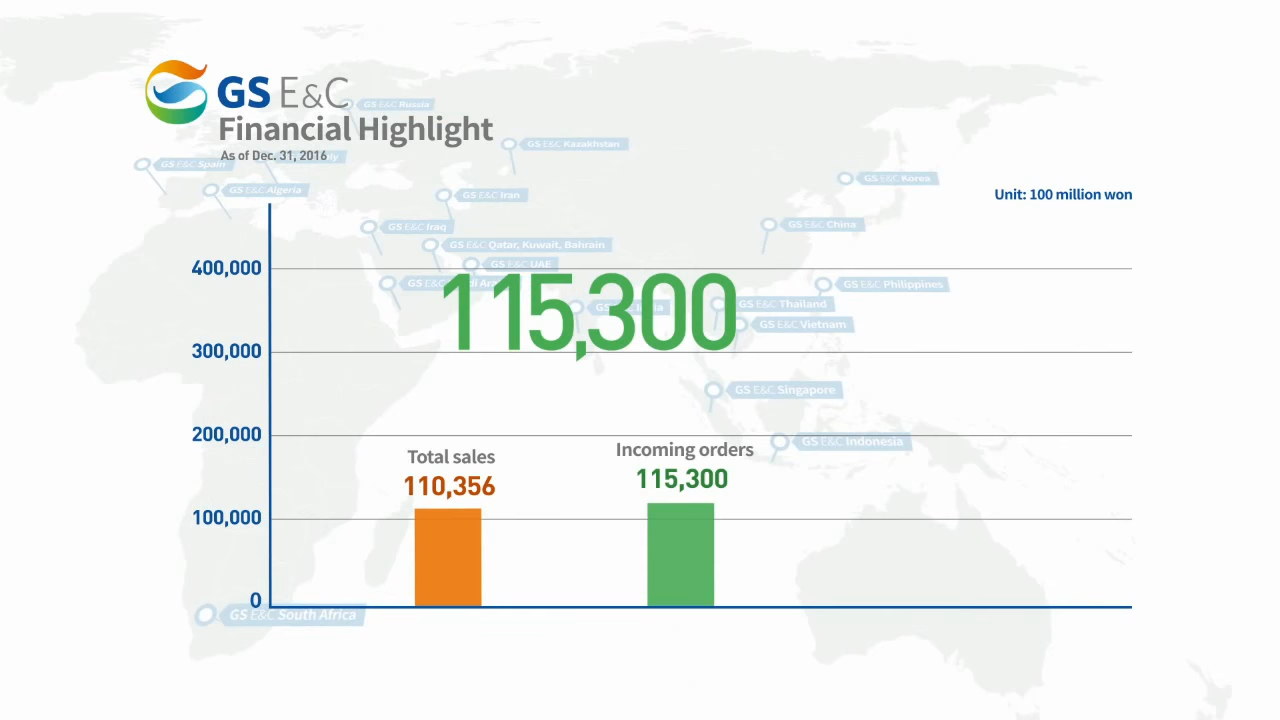 GS E&C
Financial Highlight
As of Dec. 31, 2016
GS E&C Russia
GS E&C Kazakhstan
GS E&C Spain
GS E&C Algeria
GS E&C Korea
GS E&C Iran
Unit: 100 million won
GS E&C Iraq
GS E&C China
GS E&C Qatar, Kuwait, Bahrain
GS E&C UAE
400,000
GS E&C
GS E&C Philippines
115,300
GS E&C Thailand
GS E&C Vietnam
300,000
GS E&C Singapore
200,000
GS E&C Indonesia
Total sales
110,356
Incoming orders
115,300
100,000
0
GS E&C South Africa